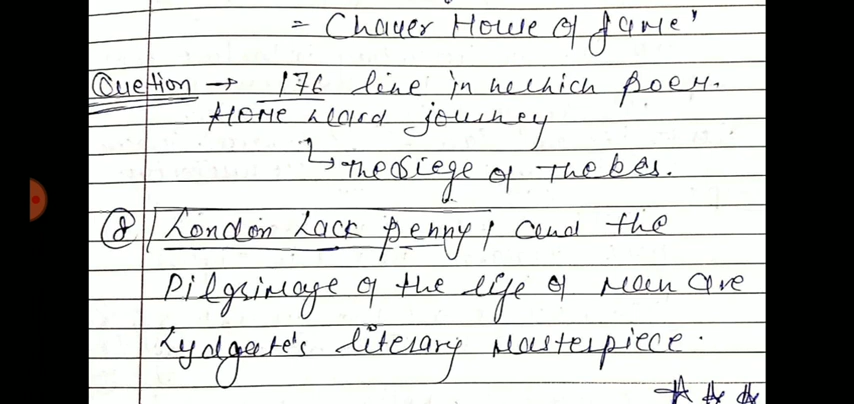 = Chauer House of fame'
Question → 176 line in which poem.
Home ward journey
↳ The Siege of Thebes.
⑧ London Lack penny, and the
Pilgrimage of the life of Man are
Lydgate's literary Masterpiece.